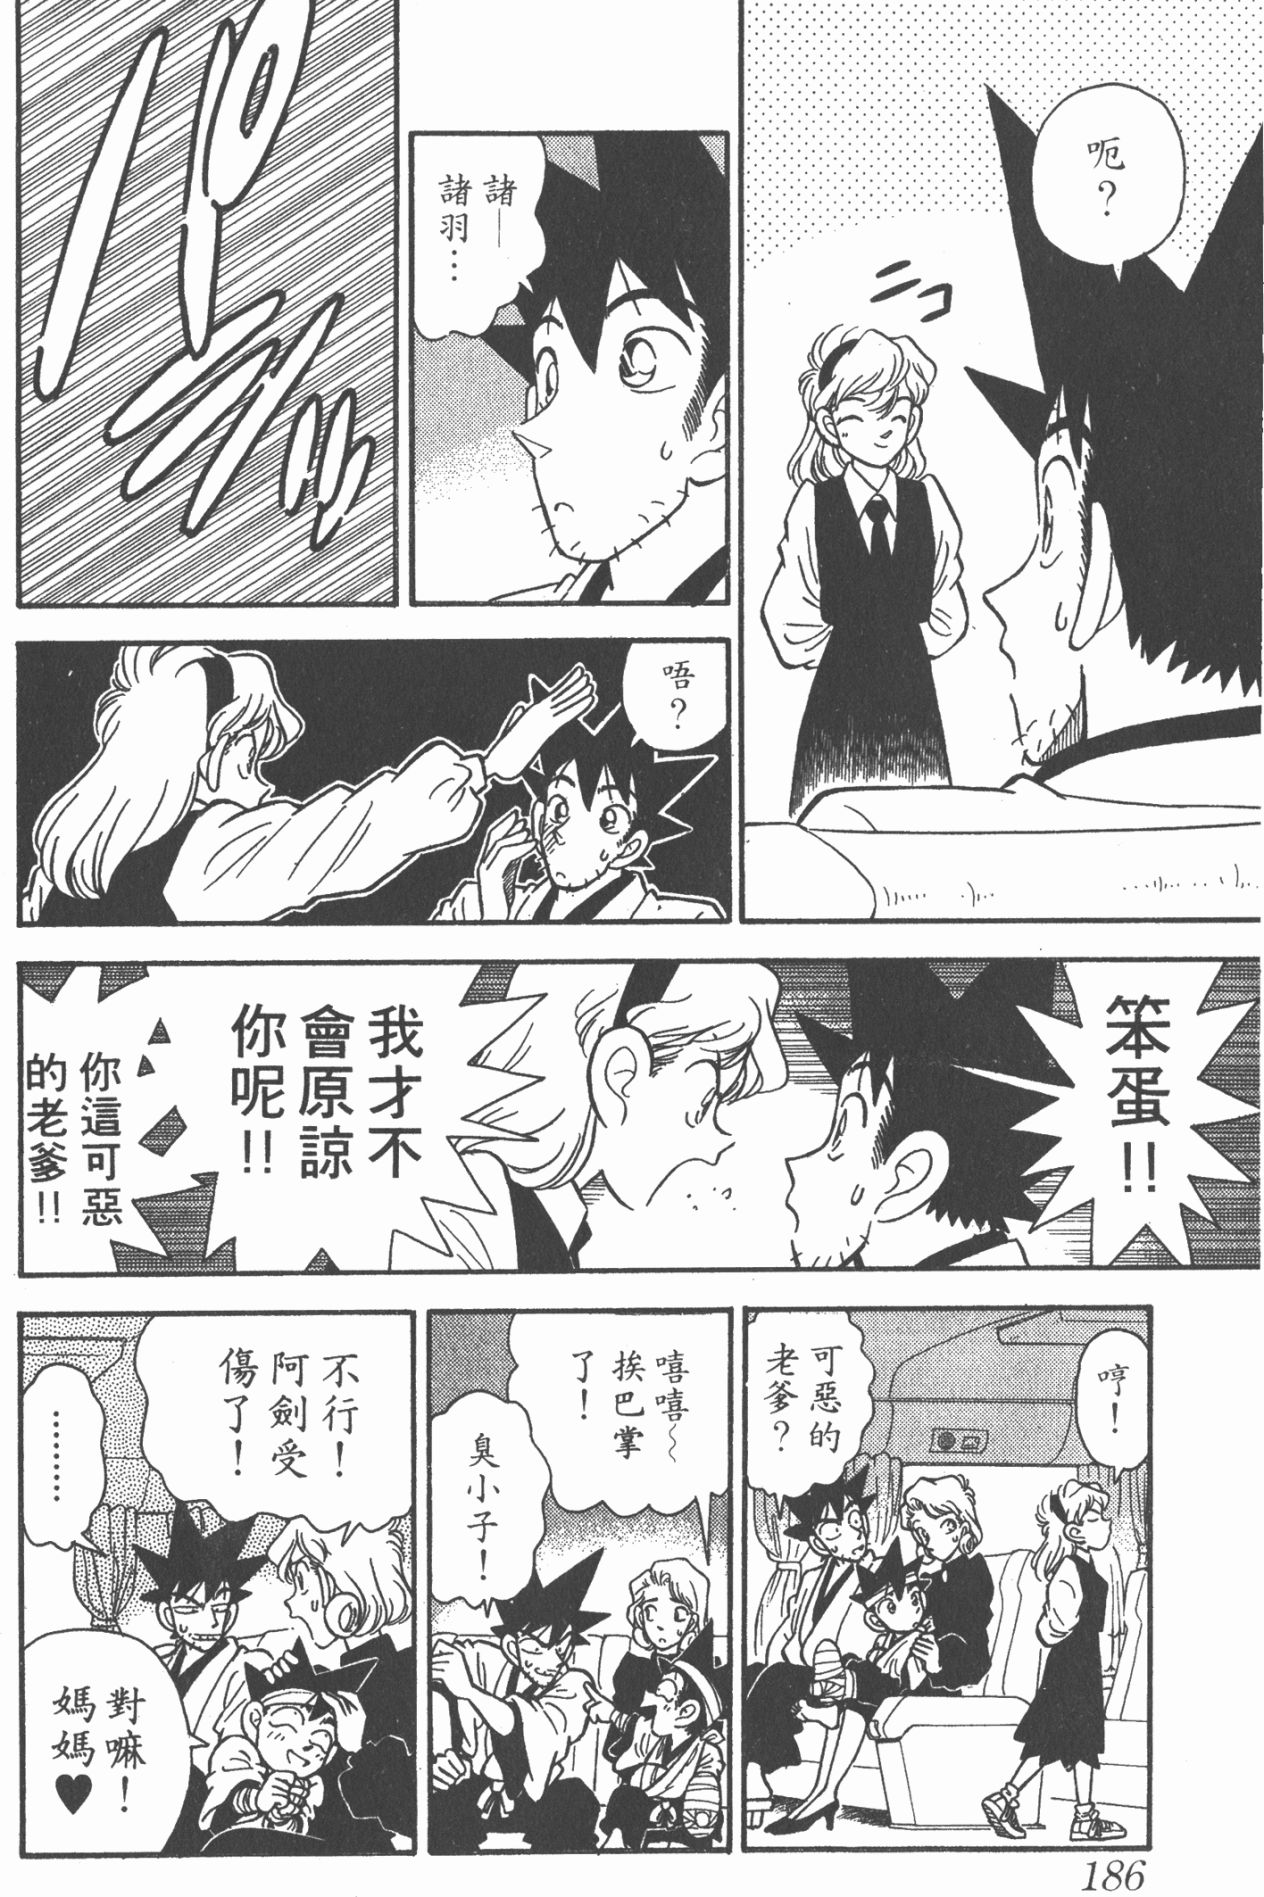 呃？
ニコ
諸—
諸羽…
パアッ
唔？
笨蛋!!
我才不
會原諒
你呢!!
你這可惡
的老爹!!
哼！
可惡的
老爹？
嘻嘻～
挨巴掌
了！
臭小子！
不行！
阿劍受
傷了！
………
對嘛！
媽媽♥
186